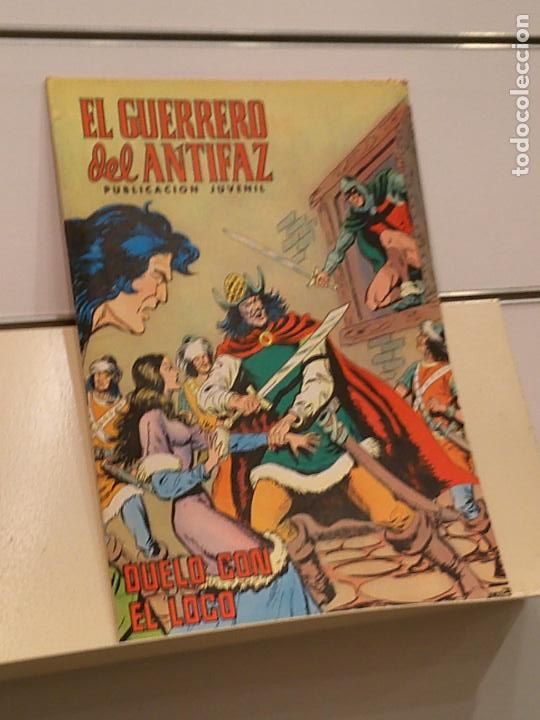 EL GUERRERO
del ANTIFAZ
PUBLICACION JUVENIL
DUELO CON
EL LOCO
todocoleccion